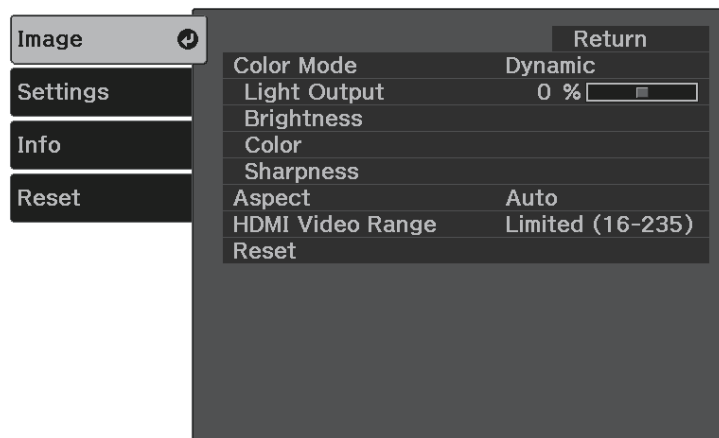 Image
Settings
Info
Reset
Return
Color Mode Dynamic
Light Output 0 %
Brightness
Color
Sharpness
Aspect Auto
HDMI Video Range Limited (16-235)
Reset